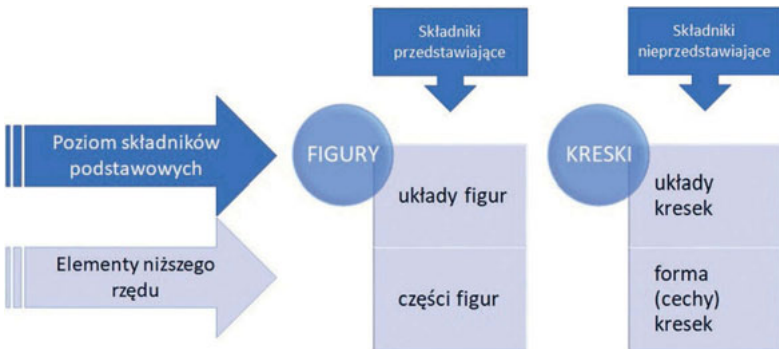 Składniki
przedstawiające
Składniki
nieprzedstawiające
Poziom składników
podstawowych
FIGURY
KRESKI
układy figur
układy
kresek
Elementy niższego
rzędu
części figur
forma
(cechy)
kresek